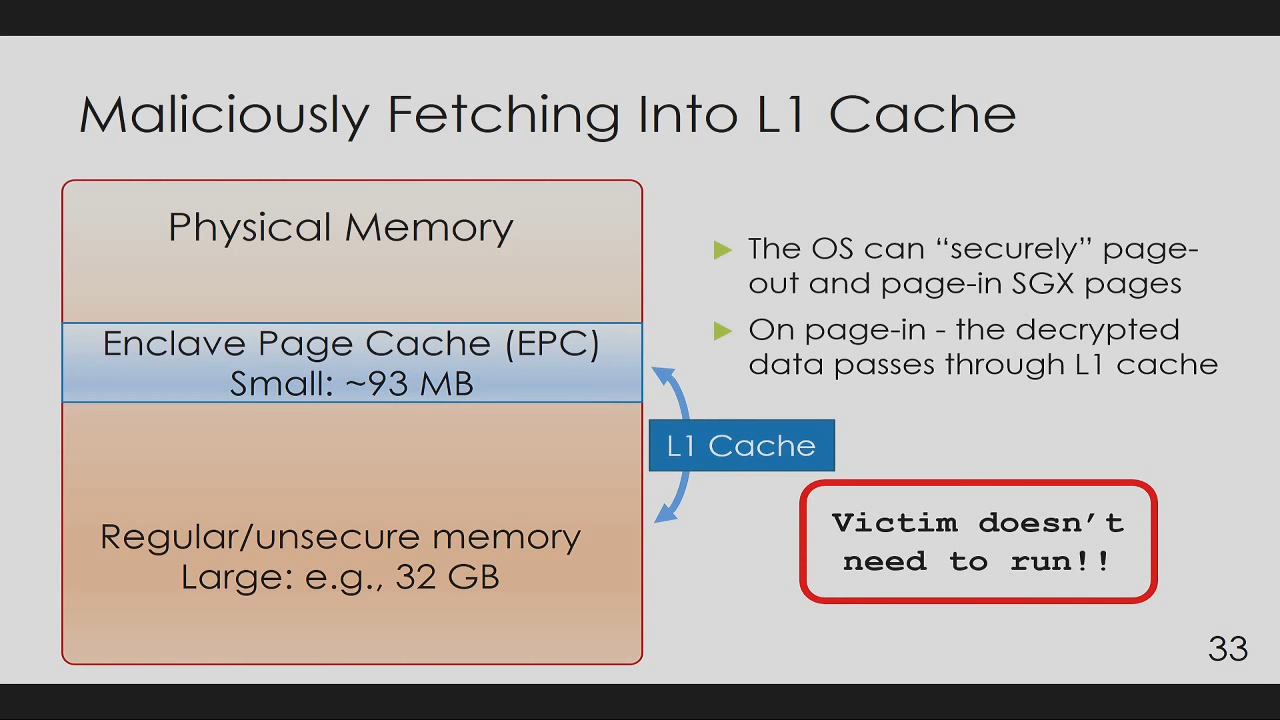 Maliciously Fetching Into L1 Cache
Physical Memory
Enclave Page Cache (EPC)
Small: ~93 MB
Regular/unsecure memory
Large: e.g., 32 GB
L1 Cache
The OS can “securely” page-
out and page-in SGX pages
On page-in - the decrypted
data passes through L1 cache
Victim doesn’t
need to run!!
33